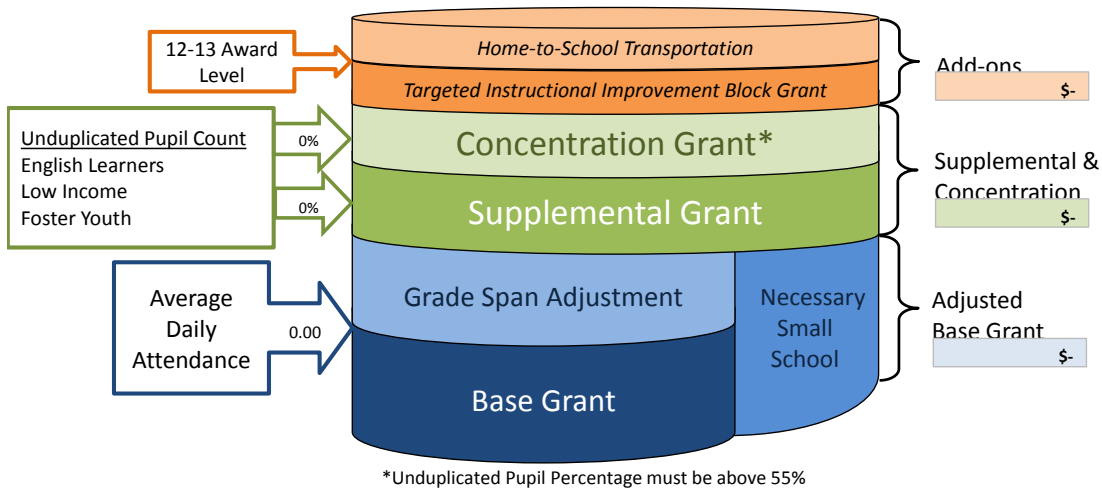 12-13 Award
Level
Home-to-School Transportation
Targeted Instructional Improvement Block Grant
Add-ons
$-
Unduplicated Pupil Count
English Learners
Low Income
Foster Youth
0%
0%
Concentration Grant*
Supplemental Grant
Supplemental &
Concentration
$-
Average
Daily
Attendance
0.00
Grade Span Adjustment
Base Grant
Necessary
Small
School
Adjusted
Base Grant
$-
*Unduplicated Pupil Percentage must be above 55%